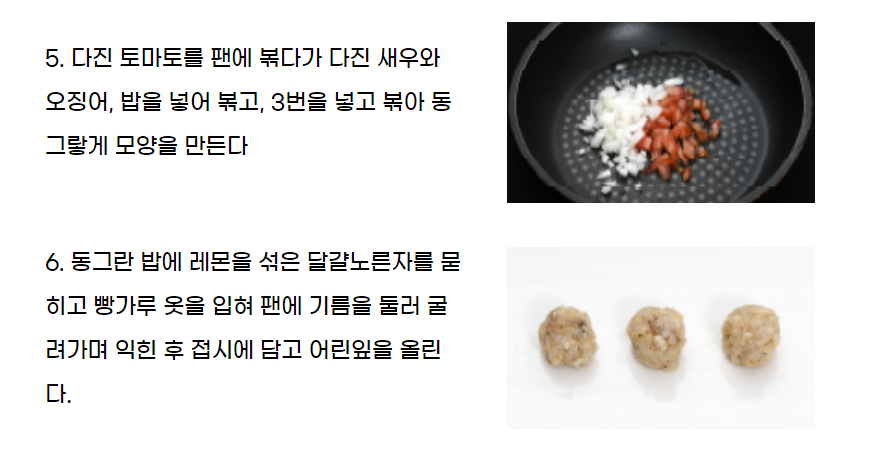 5. 다진 토마토를 팬에 볶다가 다진 새우와
오징어, 밥을 넣어 볶고, 3번을 넣고 볶아 동
그랗게 모양을 만든다
6. 동그란 밥에 레몬을 섞은 달걀노른자를 묻
히고 빵가루 옷을 입혀 팬에 기름을 둘러 굴
려가며 익힌 후 접시에 담고 어린잎을 올린
다.